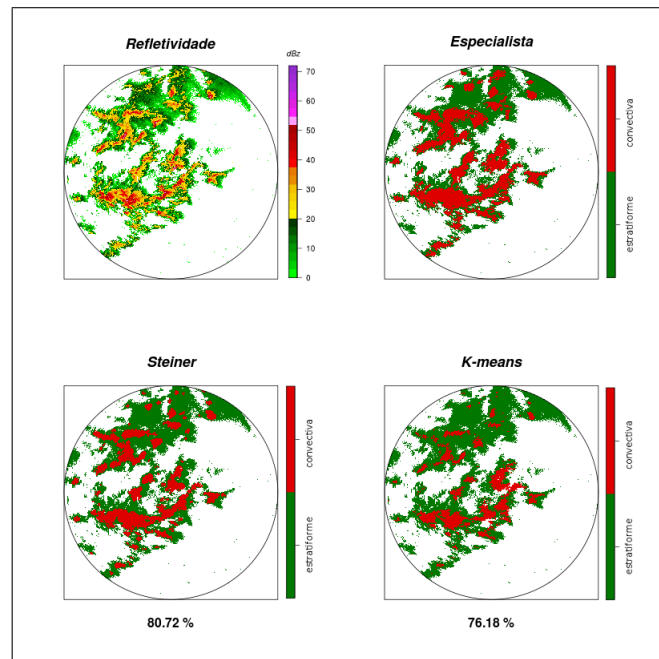 Refletividade
dBz
70
60
50
40
30
20
10
0
Especialista
convectiva
estratiforme
Steiner
convectiva
estratiforme
80.72 %
K-means
convectiva
estratiforme
76.18 %